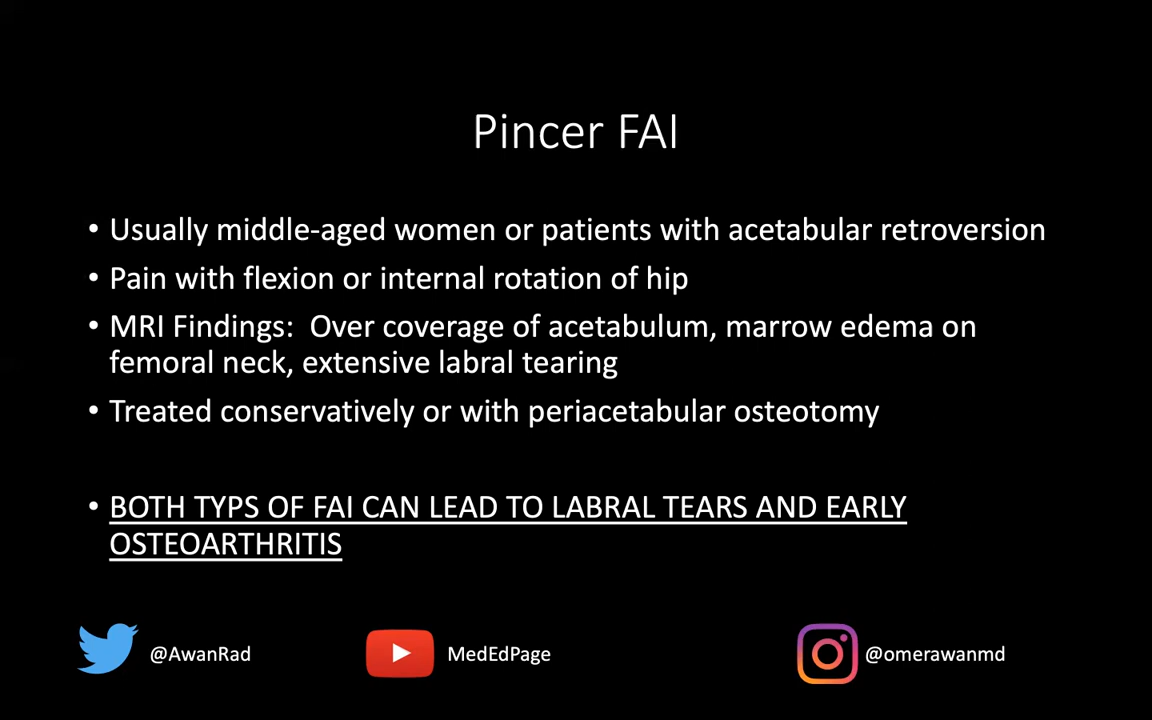 Pincer FAI
• Usually middle-aged women or patients with acetabular retroversion
• Pain with flexion or internal rotation of hip
• MRI Findings:  Over coverage of acetabulum, marrow edema on
femoral neck, extensive labral tearing
• Treated conservatively or with periacetabular osteotomy
• BOTH TYPS OF FAI CAN LEAD TO LABRAL TEARS AND EARLY
OSTEOARTHRITIS
@AwanRad
MedEdPage
@omerawanmd